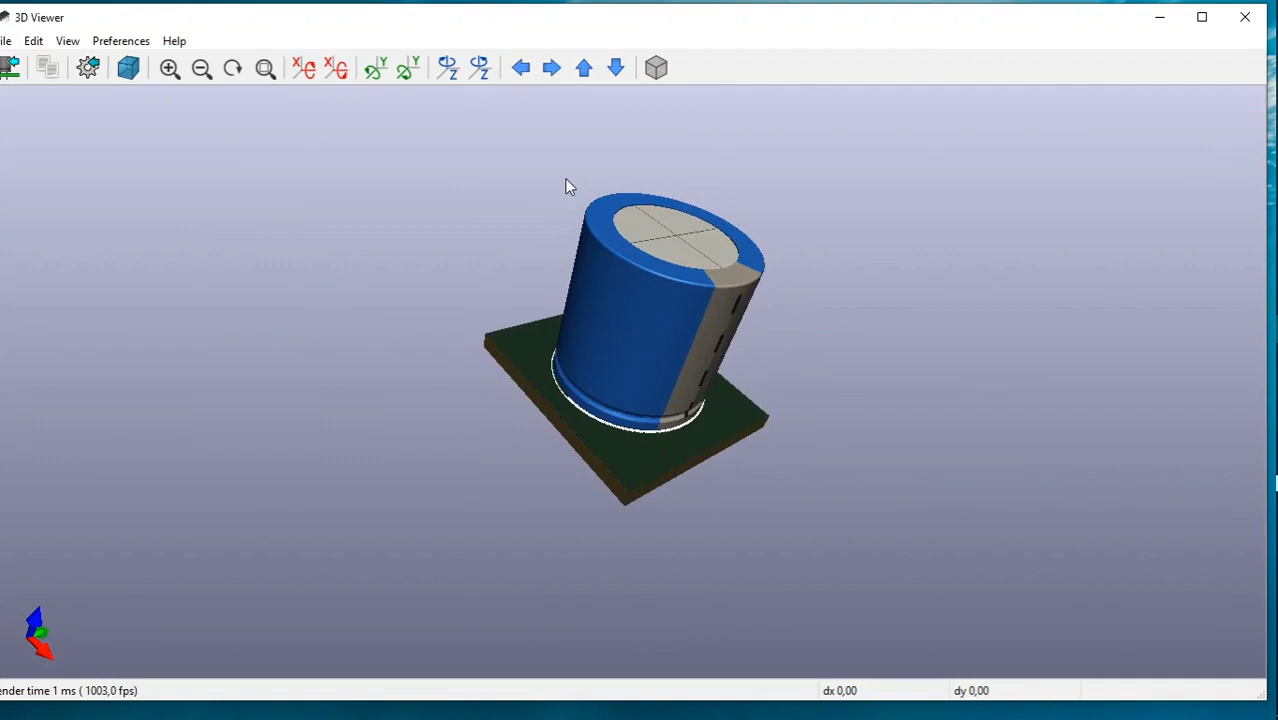 3D Viewer
ile Edit View Preferences Help
X X Y Y Z Z
ender time 1 ms ( 1003,0 fps)
dx 0,00
dy 0,00